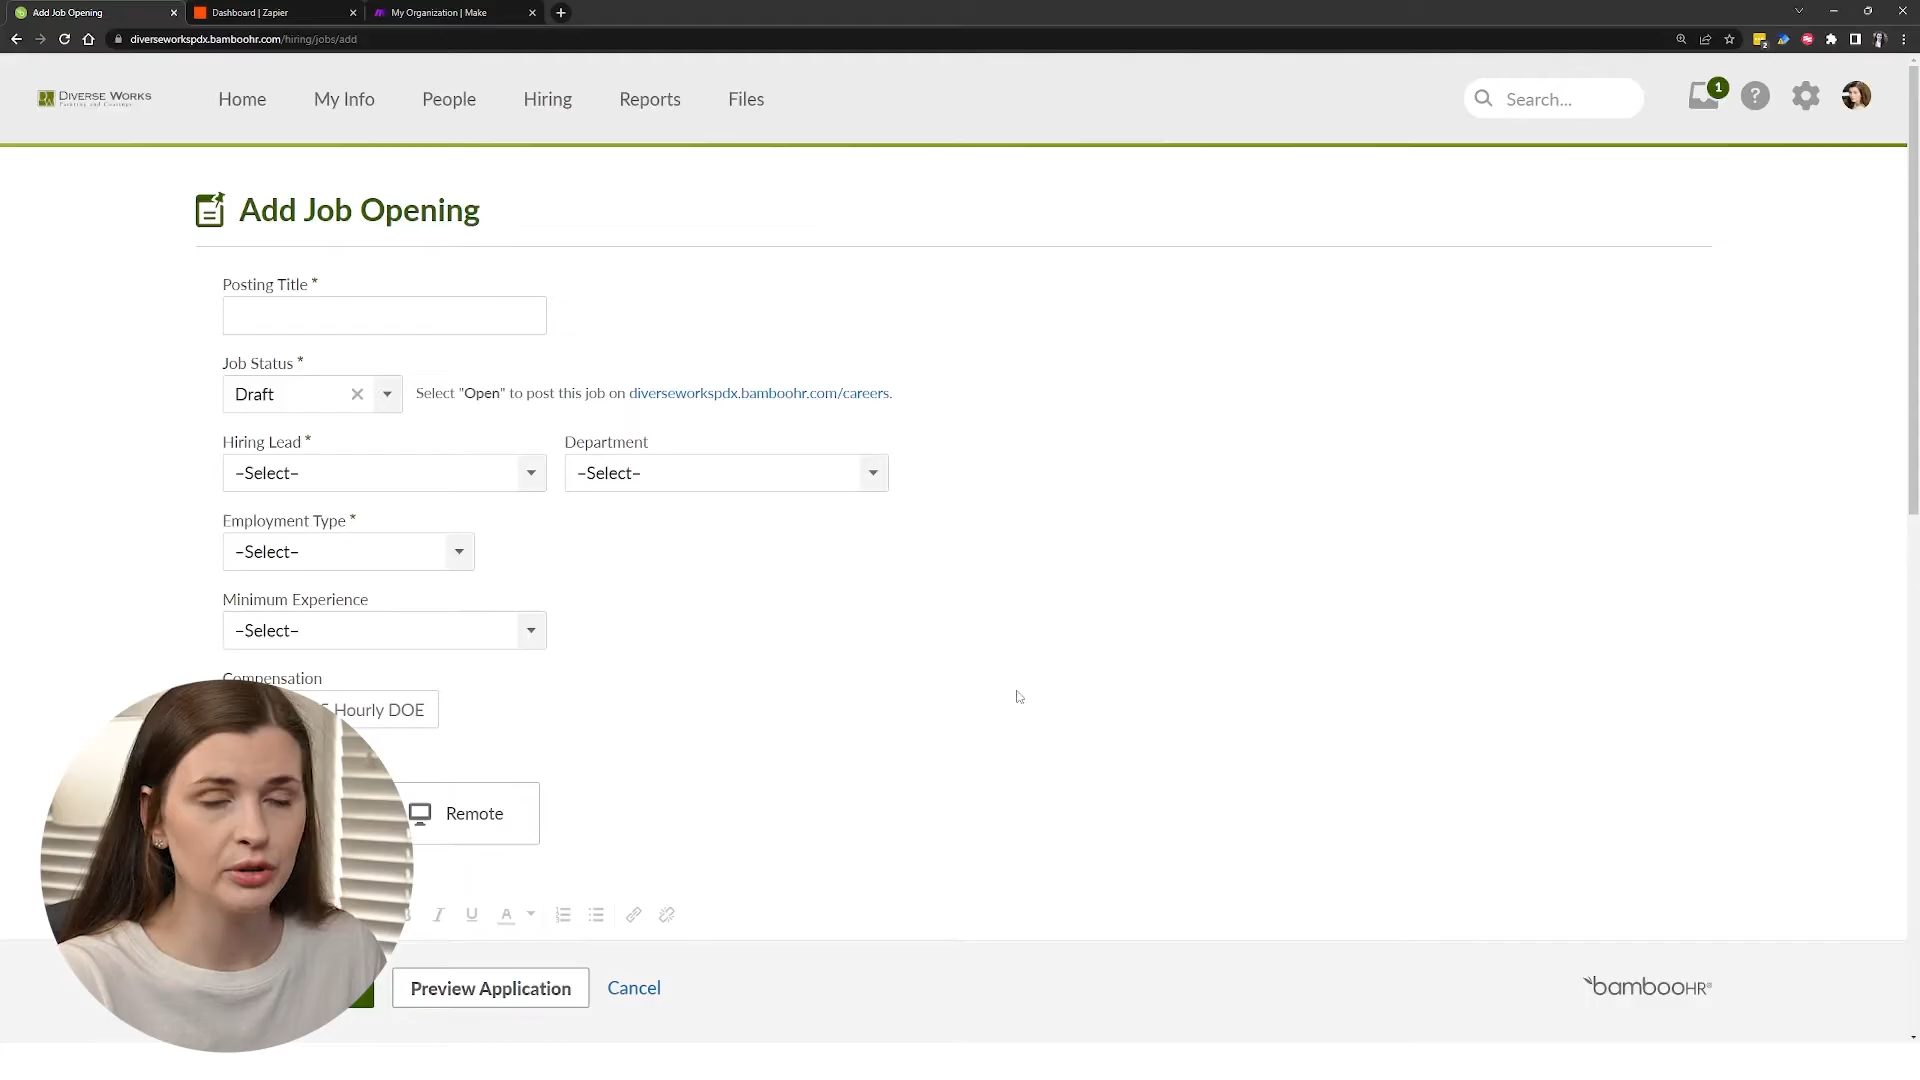 Add Job Opening
Dashboard | Zapier
My Organization | Make
diverseworkspdx.bamboohr.com/hiring/jobs/add
DIVERSE WORKS
Home
My Info
People
Hiring
Reports
Files
Search...
1
?
Add Job Opening
Posting Title *
Job Status *
Draft
Select "Open" to post this job on diverseworkspdx.bamboohr.com/careers.
Hiring Lead *
Department
–Select–
–Select–
Employment Type *
–Select–
Minimum Experience
–Select–
Compensation
Hourly DOE
Remote
I U A
Preview Application
Cancel
bambooHR®